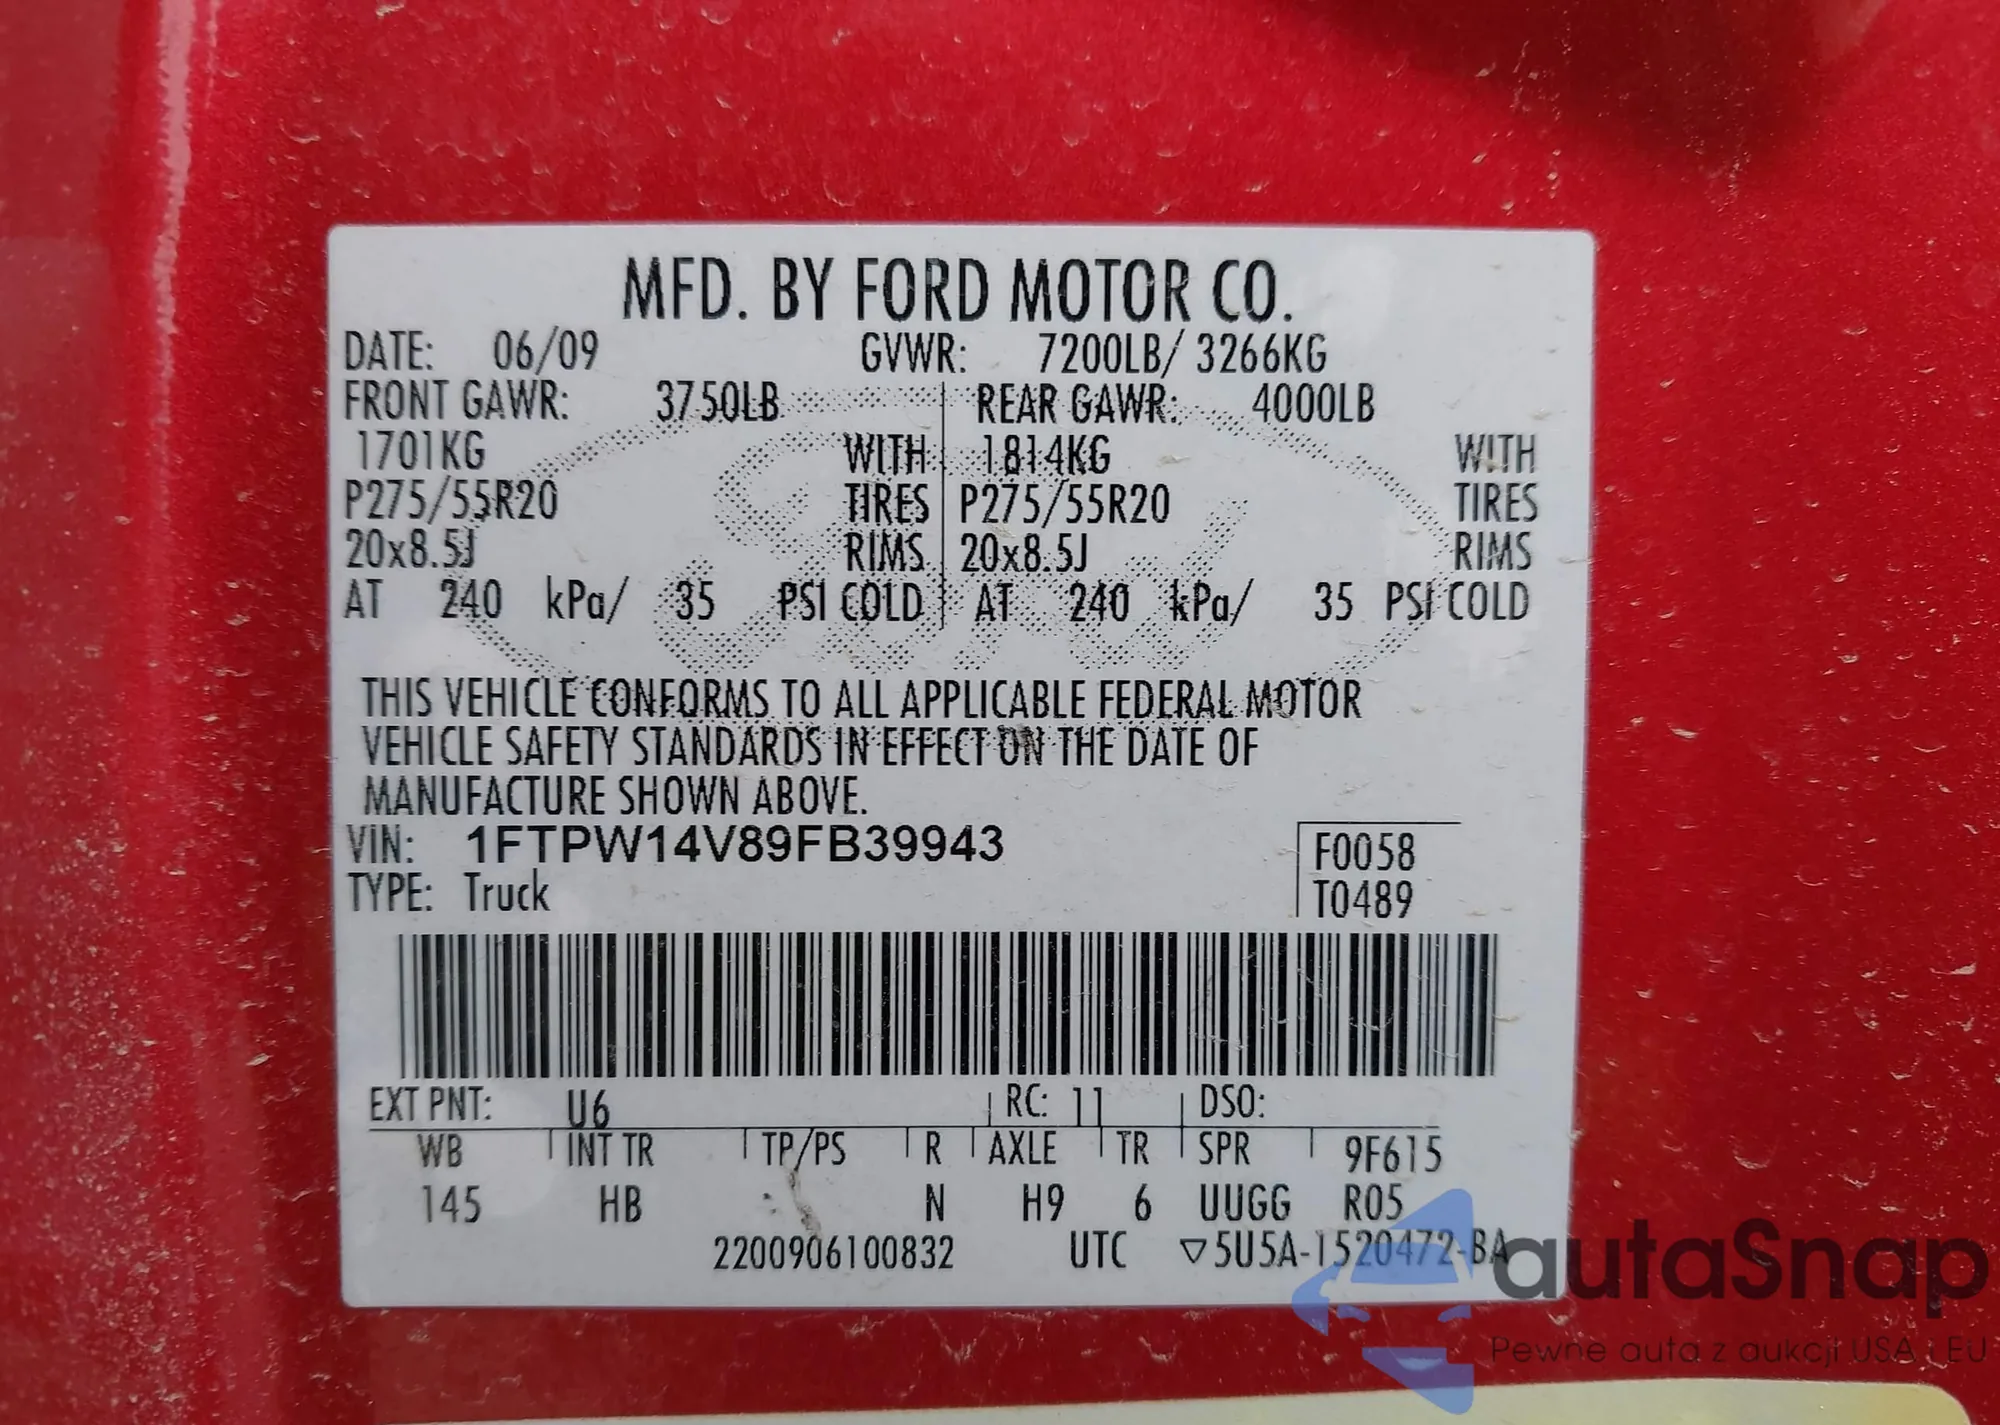 MFD. BY FORD MOTOR CO.
DATE: 06/09 GVWR: 7200LB/ 3266KG
FRONT GAWR: 3750LB REAR GAWR: 4000LB
1701KG WITH 1814KG WITH
P275/55R20 TIRES P275/55R20 TIRES
20x8.5J RIMS 20x8.5J RIMS
AT 240 kPa/ 35 PSI COLD AT 240 kPa/ 35 PSI COLD
THIS VEHICLE CONFORMS TO ALL APPLICABLE FEDERAL MOTOR
VEHICLE SAFETY STANDARDS IN EFFECT ON THE DATE OF
MANUFACTURE SHOWN ABOVE.
VIN: 1FTPW14V89FB39943 F0058
TYPE: Truck T0489
EXT PNT: U6 RC: 11 DSO:
WB INT TR TP/PS R AXLE TR SPR 9F615
145 HB N H9 6 UUGG R05
2200906100832 UTC ▽5U5A-1520472-BA
autaSnap
Pewne auta z aukcji USA i EU